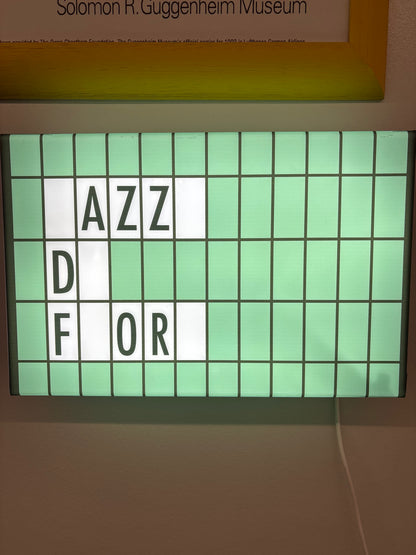 Solomon R. Guggenheim Museum
AZZ
D
F OR